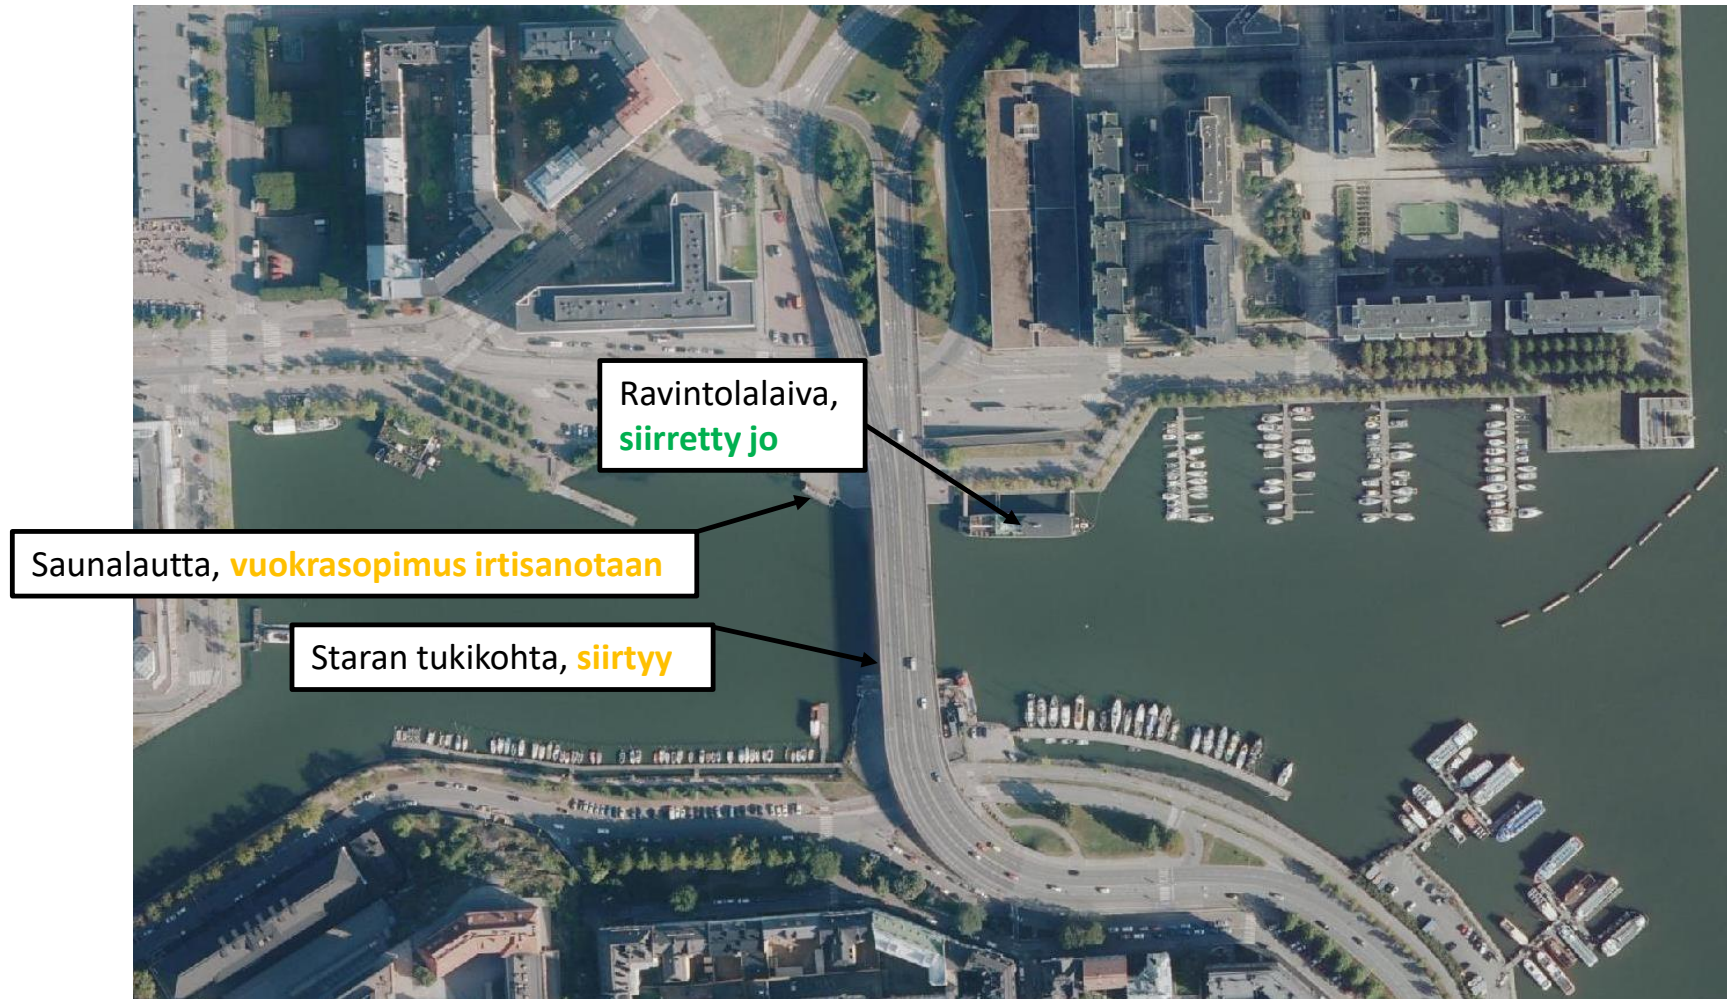 Ravintolalaiva,
siirretty jo
Saunalautta, vuokrasopimus irtisanotaan
Staran tukikohta, siirtyy